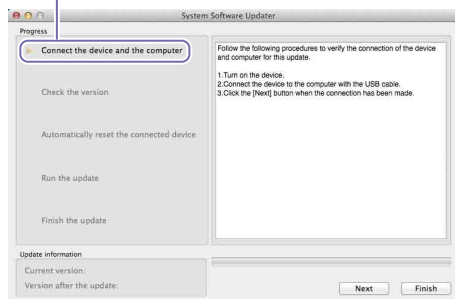 System Software Updater
Progress
Connect the device and the computer
Check the version
Automatically reset the connected device
Run the update
Finish the update
Follow the following procedures to verify the connection of the device
and computer for this update.
1.Turn on the device.
2.Connect the device to the computer with the USB cable.
3.Click the [Next] button when the connection has been made.
Update information
Current version:
Version after the update:
Next
Finish